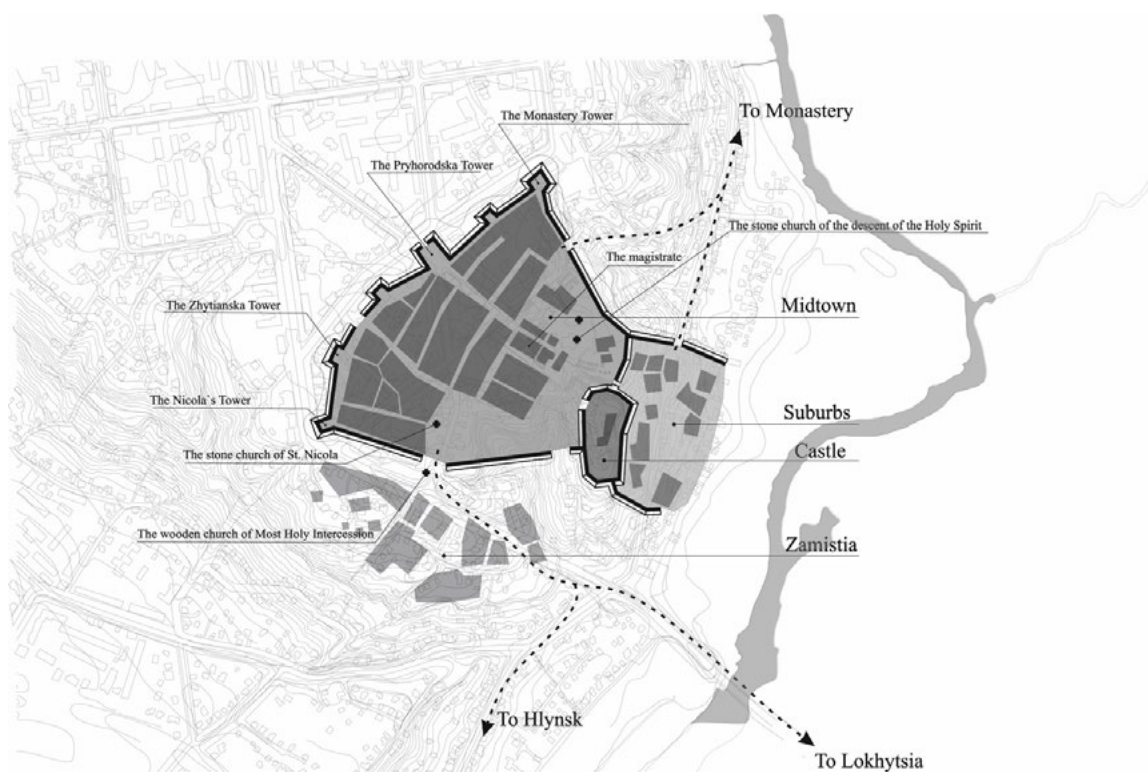 The Monastery Tower
To Monastery
The Pryhorodska Tower
The stone church of the descent of the Holy Spirit
The magistrate
The Zhytianska Tower
Midtown
The Nicola`s Tower
Suburbs
The stone church of St. Nicola
Castle
The wooden church of Most Holy Intercession
Zamistia
To Hlynsk
To Lokhytsia